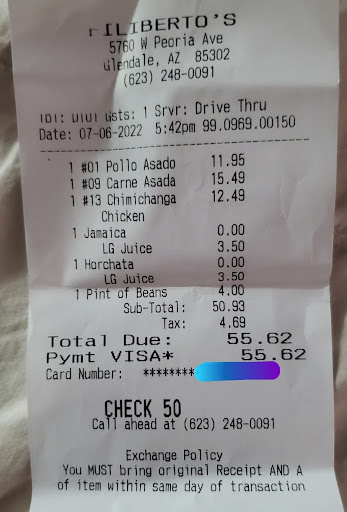 FILIBERTO'S
5760 W Peoria Ave
Glendale, AZ 85302
(623) 248-0091
1 Srvr: Drive Thru
Date: 07-06-2022 5:42pm 99.0969.00150
1 #01 Pollo Asado 11.95
1 #09 Carne Asada 15.49
1 #13 Chimichanga 12.49
Chicken
1 Jamaica 0.00
LG Juice 3.50
1 Horchata 0.00
LG Juice 3.50
1 Pint of Beans 4.00
Sub-Total: 50.93
Tax: 4.69
Total Due: 55.62
Pymt VISA* 55.62
Card Number: ********
CHECK 50
Call ahead at (623) 248-0091
Exchange Policy
You MUST bring original Receipt AND A
of item within same day of transaction